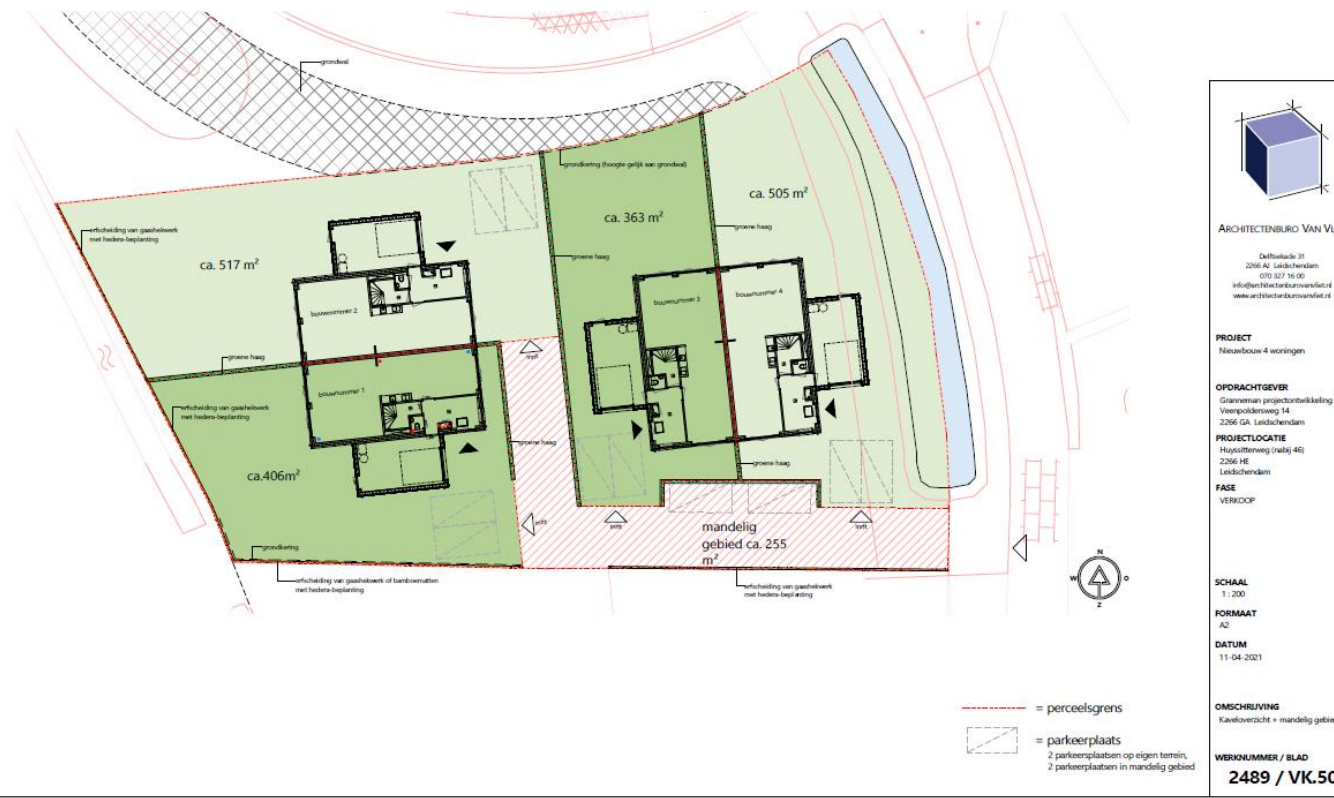 grondwal
grondkering (hoogte gelijk aan grondwal)
ca. 505 m²
ca. 363 m²
erfscheiding van gaashekwerk
met hedera-beplanting
groene haag
ca. 517 m²
groene haag
bouwnummer 2
bouwnummer 3
bouwnummer 4
groene haag
inrit
bouwnummer 1
erfscheiding van gaashekwerk
met hedera-beplanting
groene haag
groene haag
ca.406m²
inrit
inrit
inrit
mandelig
gebied ca. 255
m²
grondkering
erfscheiding van gaashekwerk of bamboematten
met hedera-beplanting
erfscheiding van gaashekwerk
met hedera-beplanting
N
W
O
Z
= perceelsgrens
= parkeerplaats
2 parkeersplaatsen op eigen terrein,
2 parkeerplaatsen in mandelig gebied
ARCHITECTENBURO VAN VL
Delftsekade 31
2266 AJ Leidschendam
070 327 16 00
info@architectenburovanvliet.nl
www.architectenburovanvliet.nl
PROJECT
Nieuwbouw 4 woningen
OPDRACHTGEVER
Granneman projectontwikkeling
Veenpoldersweg 14
2266 GA Leidschendam
PROJECTLOCATIE
Huyssitterweg (nabij 46)
2266 HE
Leidschendam
FASE
VERKOOP
SCHAAL
1 : 200
FORMAAT
A2
DATUM
11-04-2021
OMSCHRIJVING
Kaveloverzicht + mandelig gebie
WERKNUMMER / BLAD
2489 / VK.50